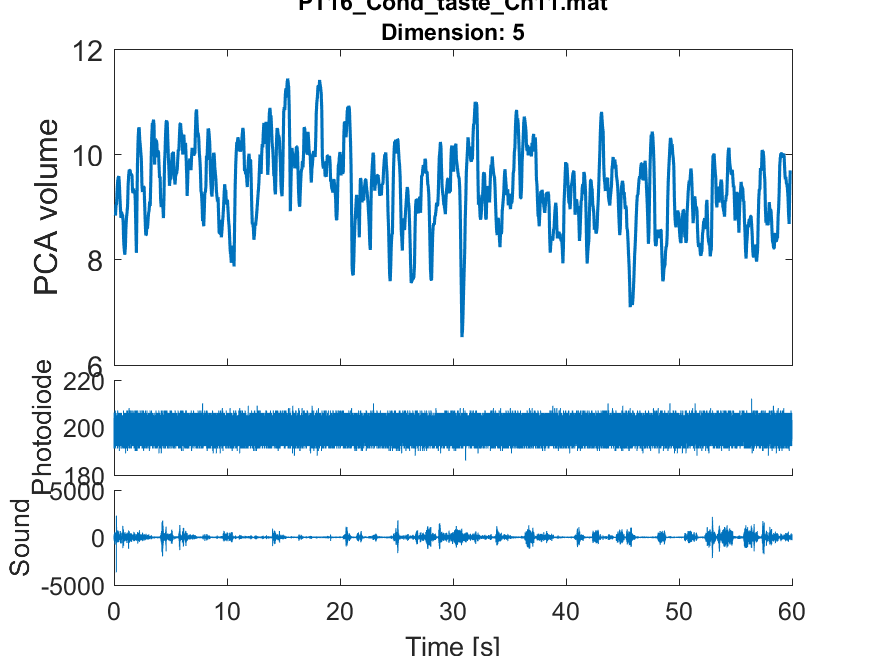 PT16_Cond_taste_Ch11.mat
Dimension: 5
12
10
8
6
PCA volume
220
200
180
Photodiode
5000
0
-5000
Sound
0 10 20 30 40 50 60
Time [s]